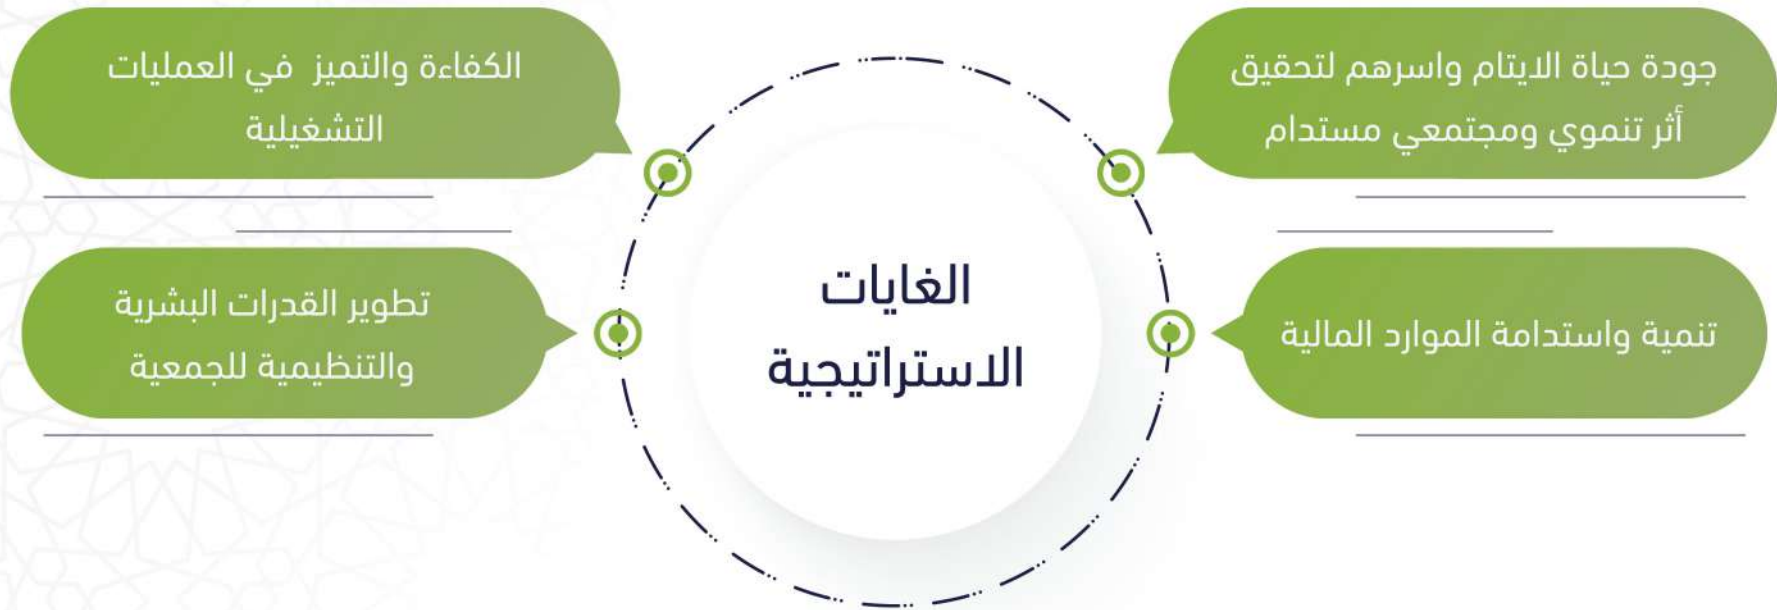 الغايات
الاستراتيجية
جودة حياة الايتام واسرهم لتحقيق
أثر تنموي ومجتمعي مستدام
تنمية واستدامة الموارد المالية
الكفاءة والتميز في العمليات
التشغيلية
تطوير القدرات البشرية
والتنظيمية للجمعية